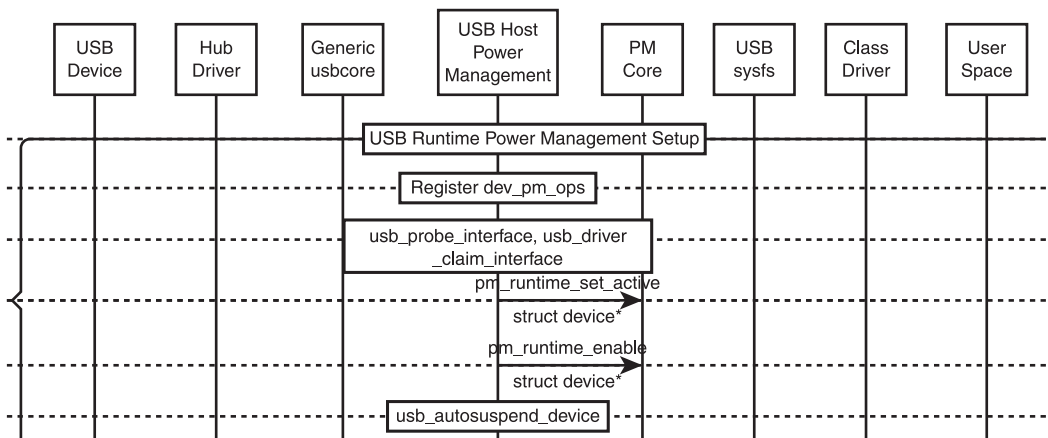 USB
Device
Hub
Driver
Generic
usbcore
USB Host
Power
Management
PM
Core
USB
sysfs
Class
Driver
User
Space
USB Runtime Power Management Setup
Register dev_pm_ops
usb_probe_interface, usb_driver
_claim_interface
pm_runtime_set_active
struct device*
pm_runtime_enable
struct device*
usb_autosuspend_device